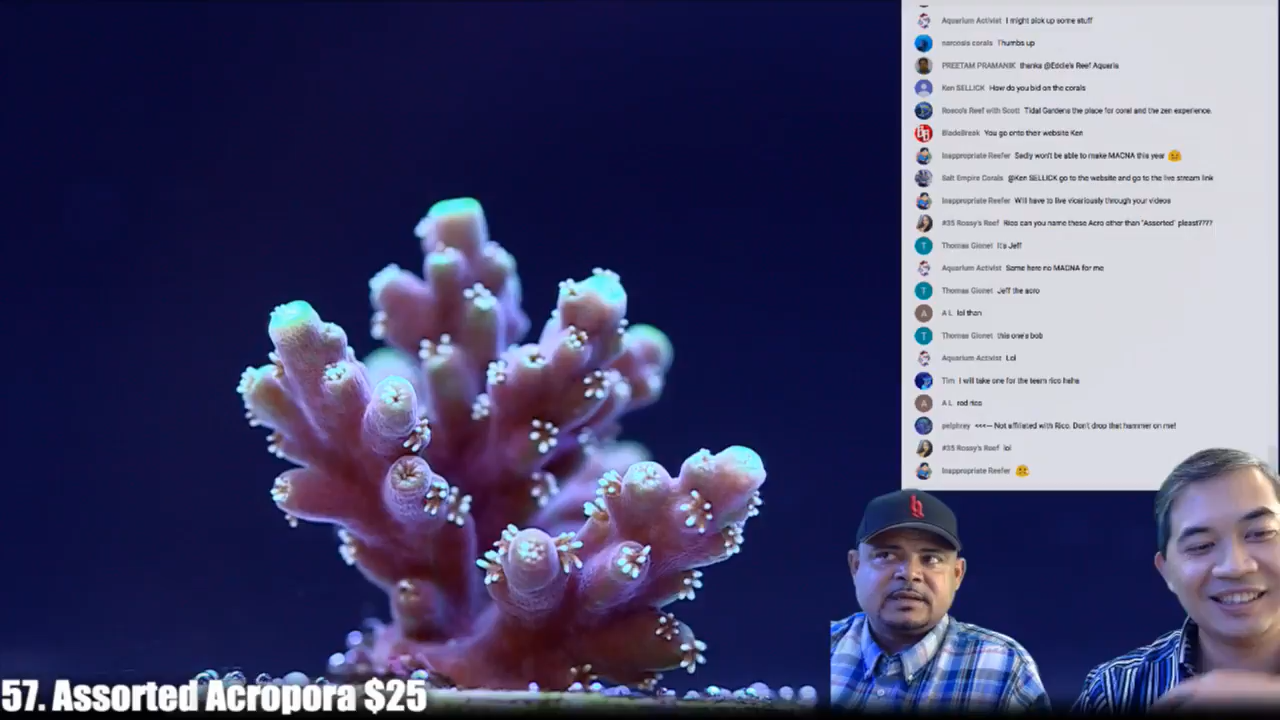 Aquarium Activist I might pick up some stuff
naronsis corals Thumbs up
PREETAM PRAMANIK thanks @Eddie's Reef Aquaria
Ken SELLICK How do you bid on the corals
Rosco's Reef with Scott Tidal Gardens the place for coral and the zen experience.
BladeBreak You go onto their website Ken
Inappropriate Reefer Sadly won't be able to make MACNA this year
Salt Empire Corals @Ken SELLICK go to the website and go to the live stream link
Inappropriate Reefer Will have to live vicariously through your videos
#35 Rossy's Reef Rico can you name these Acro other than "Assorted" pleast????
Thomas Gionet It's Jeff
Aquarium Activist Same here no MACNA for me
Thomas Gionet Jeff the acro
A
A L lol than
Thomas Gionet this one's bob
Aquarium Activist Lol
Tim I will take one for the team rico haha
A
A L rad rico
pelphrey <<<-- Not affiliated with Rico. Don't drop that hammer on me!
#35 Rossy's Reef lol
Inappropriate Reefer
57. Assorted Acropora $25